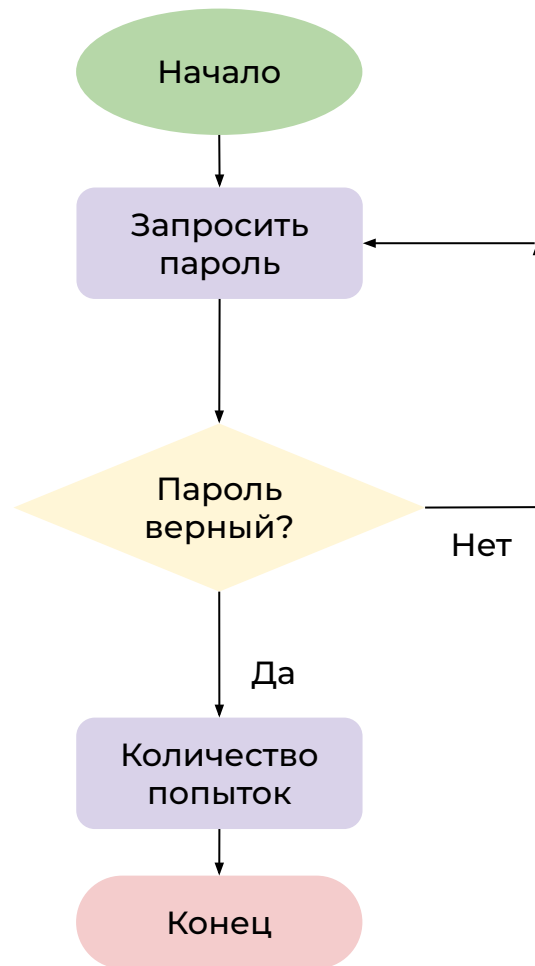 Начало
Запросить
пароль
Пароль
верный?
Нет
Да
Количество
попыток
Конец